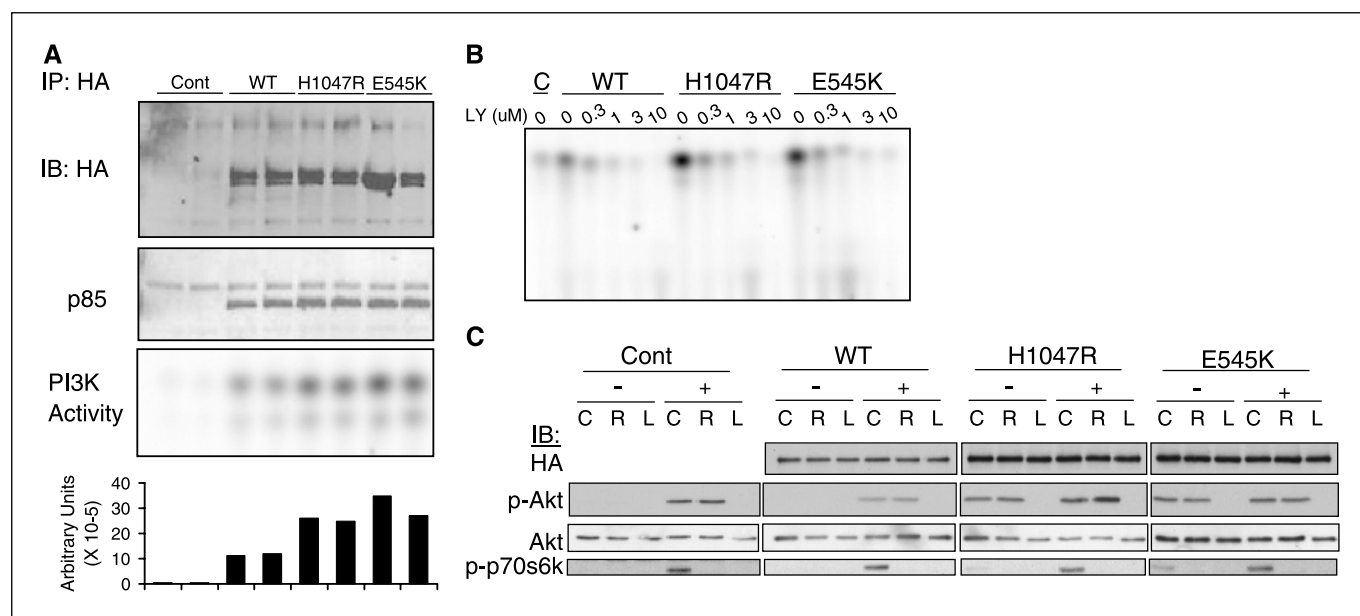 A
IP: HA
Cont WT H1047R E545K
IB: HA
p85
PI3K
Activity
Arbitrary Units
(X 10-5)
40
30
20
10
0
B
C WT H1047R E545K
LY (uM) 0 0 0.3 1 3 10 0 0.3 1 3 10 0 0.3 1 3 10
C
Cont WT H1047R E545K
- + - + - + - +
C R L C R L C R L C R L C R L C R L C R L C R L
IB:
HA
p-Akt
Akt
p-p70s6k